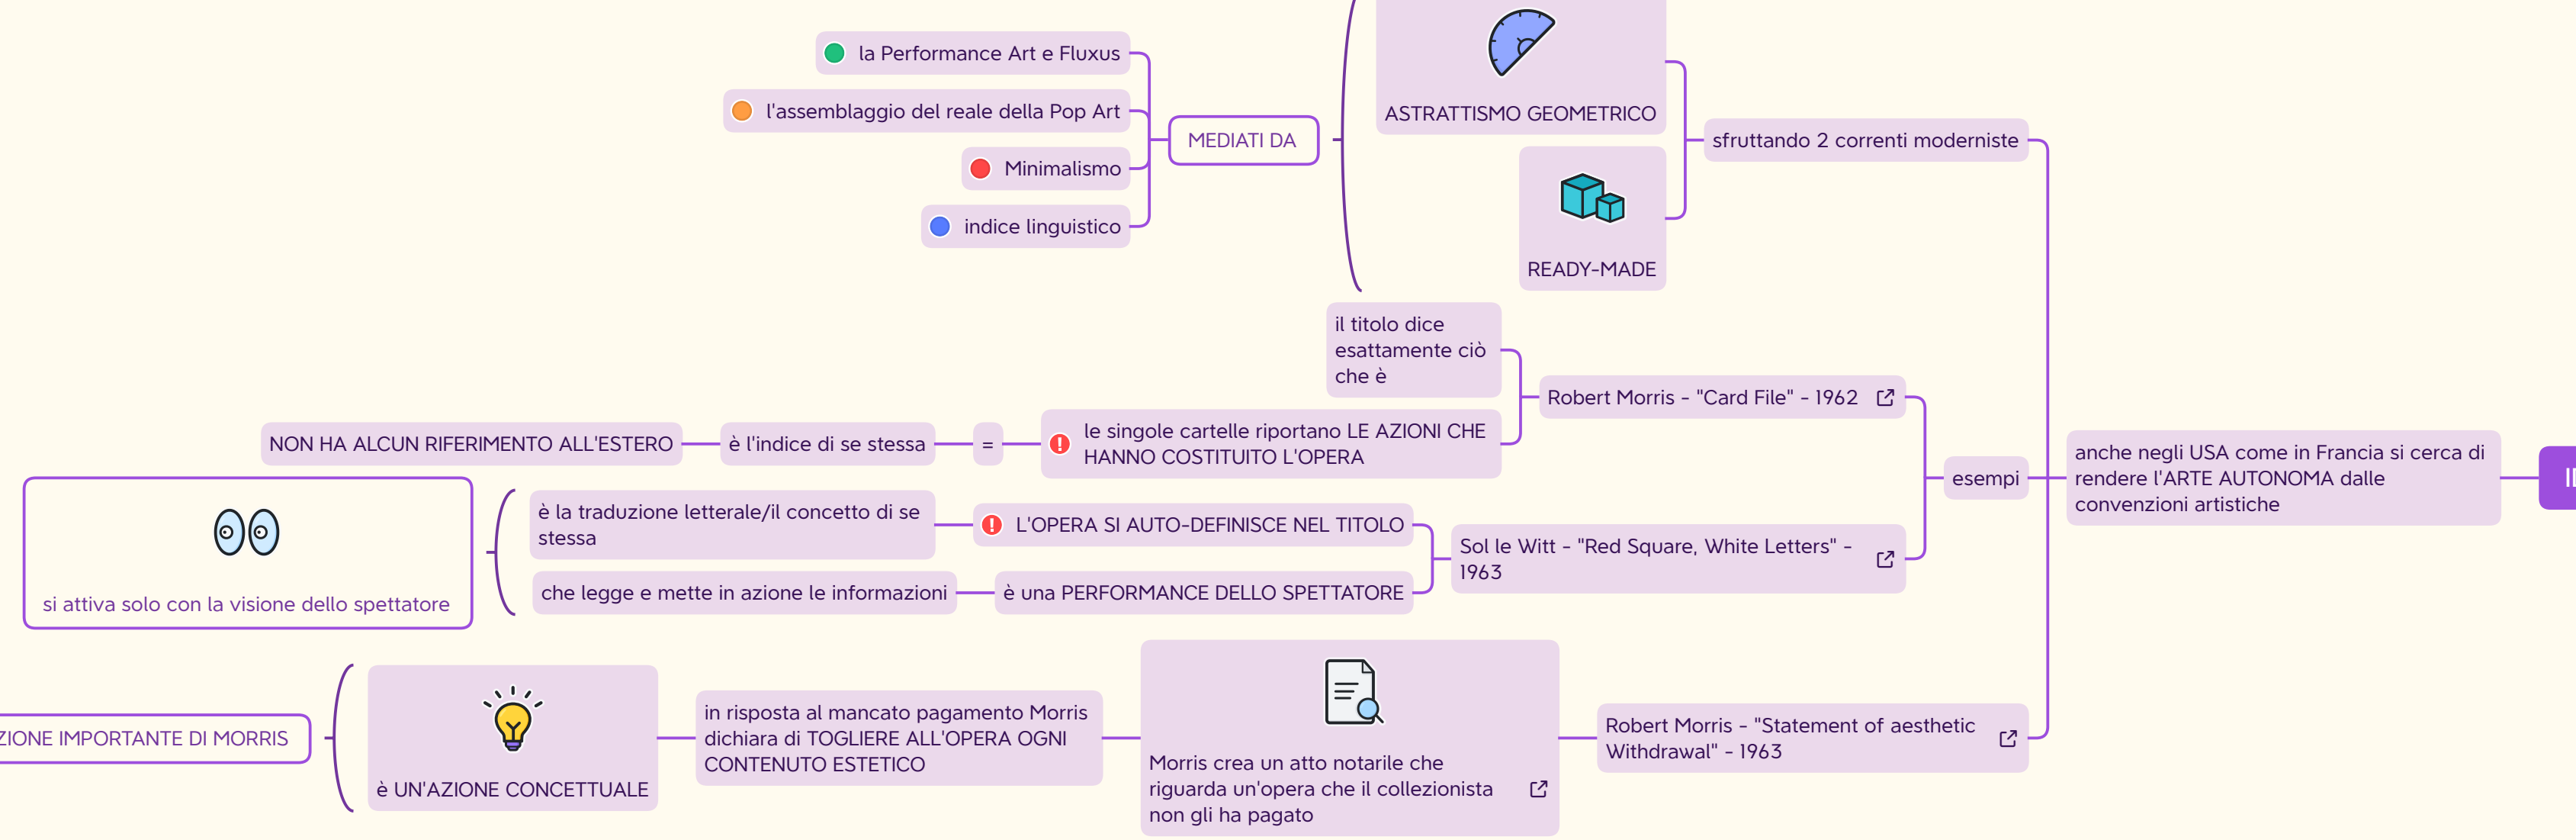 la Performance Art e Fluxus
l'assemblaggio del reale della Pop Art
Minimalismo
indice linguistico
MEDIATI DA
ASTRATTISMO GEOMETRICO
READY-MADE
sfruttando 2 correnti moderniste
il titolo dice
esattamente ciò
che è
Robert Morris - "Card File" - 1962
NON HA ALCUN RIFERIMENTO ALL'ESTERO
è l'indice di se stessa
=
le singole cartelle riportano LE AZIONI CHE
HANNO COSTITUITO L'OPERA
esempi
anche negli USA come in Francia si cerca di
rendere l'ARTE AUTONOMA dalle
convenzioni artistiche
si attiva solo con la visione dello spettatore
è la traduzione letterale/il concetto di se
stessa
L'OPERA SI AUTO-DEFINISCE NEL TITOLO
che legge e mette in azione le informazioni
è una PERFORMANCE DELLO SPETTATORE
Sol le Witt - "Red Square, White Letters" -
1963
ZIONE IMPORTANTE DI MORRIS
è UN'AZIONE CONCETTUALE
in risposta al mancato pagamento Morris
dichiara di TOGLIERE ALL'OPERA OGNI
CONTENUTO ESTETICO
Morris crea un atto notarile che
riguarda un'opera che il collezionista
non gli ha pagato
Robert Morris - "Statement of aesthetic
Withdrawal" - 1963